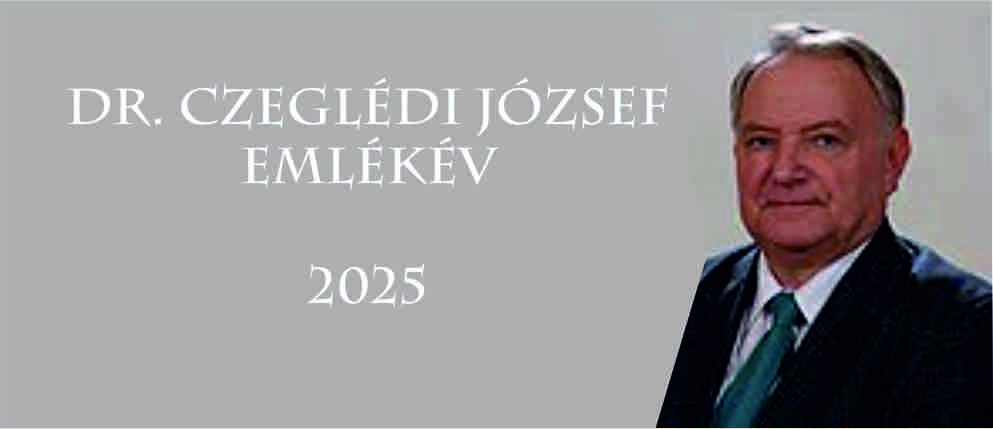 DR. CZEGLÉDI JÓZSEF
EMLÉKÉV
2025